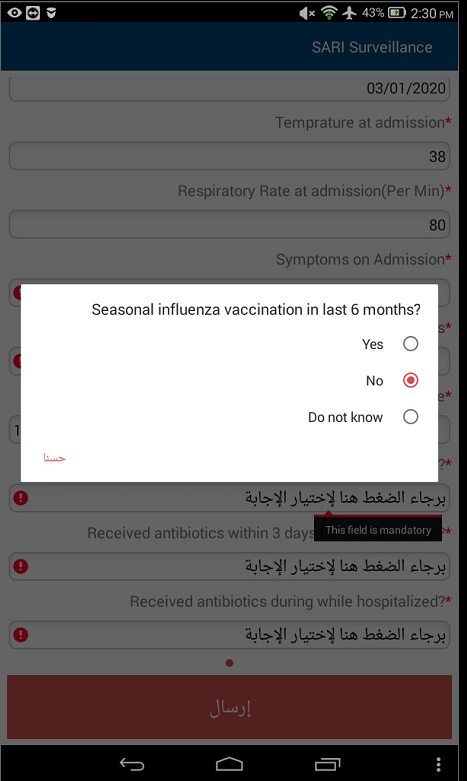 43% 2:30 PM
SARI Surveillance
03/01/2020
Temprature at admission*
38
Respiratory Rate at admission(Per Min)*
80
Symptoms on Admission*
Seasonal influenza vaccination in last 6 months?
Yes
No
Do not know
حسنا
برجاء الضغط هنا لإختيار الإجابة
This field is mandatory
Received antibiotics within 3 days
برجاء الضغط هنا لإختيار الإجابة
Received antibiotics during while hospitalized?*
برجاء الضغط هنا لإختيار الإجابة
إرسال